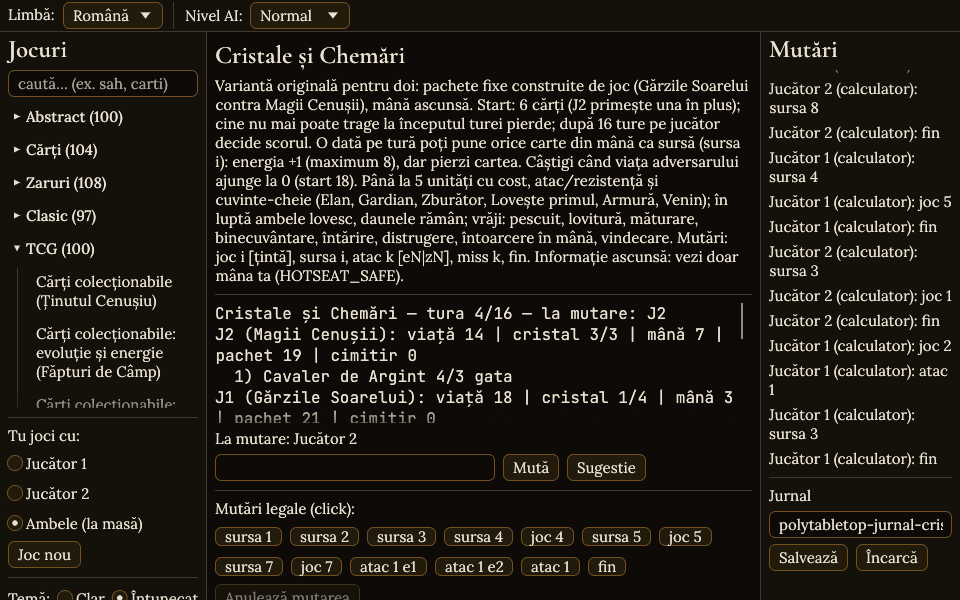 Limbă: Română ▼ Nivel AI: Normal ▼
Jocuri
caută... (ex. sah, carti)
▸ Abstract (100)
▸ Cărți (104)
▸ Zaruri (108)
▸ Clasic (97)
▾ TCG (100)
Cărți colecționabile
(Ținutul Cenușiu)
Cărți colecționabile:
evoluție și energie
(Făpturi de Câmp)
Cărți colecționabile:
Tu joci cu:
Jucător 1
Jucător 2
Ambele (la masă)
Joc nou
Temă: Clar Întunecat
Cristale și Chemări
Variantă originală pentru doi: pachete fixe construite de joc (Gărzile Soarelui
contra Magii Cenușii), mână ascunsă. Start: 6 cărți (J2 primește una în plus);
cine nu mai poate trage la începutul turei pierde; după 16 ture pe jucător
decide scorul. O dată pe tură poți pune orice carte din mână ca sursă (sursa
i): energia +1 (maximum 8), dar pierzi cartea. Câștigi când viața adversarului
ajunge la 0 (start 18). Până la 5 unități cu cost, atac/rezistență și
cuvinte-cheie (Elan, Gardian, Zburător, Lovește primul, Armură, Venin); în
luptă ambele lovesc, daunele rămân; vrăji: pescuit, lovitură, măturare,
binecuvântare, întărire, distrugere, întoarcere în mână, vindecare. Mutări:
joc i [țintă], sursa i, atac k [eN|zN], miss k, fin. Informație ascunsă: vezi doar
mâna ta (HOTSEAT_SAFE).
Cristale și Chemări — tura 4/16 — la mutare: J2
J2 (Magii Cenușii): viață 14 | cristal 3/3 | mână 7 |
pachet 19 | cimitir 0
1) Cavaler de Argint 4/3 gata
J1 (Gărzile Soarelui): viață 18 | cristal 1/4 | mână 3
| pachet 21 | cimitir 0
La mutare: Jucător 2
Mută Sugestie
Mutări legale (click):
sursa 1 sursa 2 sursa 3 sursa 4 joc 4 sursa 5 joc 5
sursa 7 joc 7 atac 1 e1 atac 1 e2 atac 1 fin
Anulează mutarea
Mutări
Jucător 2 (calculator):
sursa 8
Jucător 2 (calculator): fin
Jucător 1 (calculator):
sursa 4
Jucător 1 (calculator): joc 5
Jucător 1 (calculator): fin
Jucător 2 (calculator):
sursa 3
Jucător 2 (calculator): joc 1
Jucător 2 (calculator): fin
Jucător 1 (calculator): joc 2
Jucător 1 (calculator): atac
1
Jucător 1 (calculator):
sursa 3
Jucător 1 (calculator): fin
Jurnal
polytabletop-jurnal-cris
Salvează Încarcă